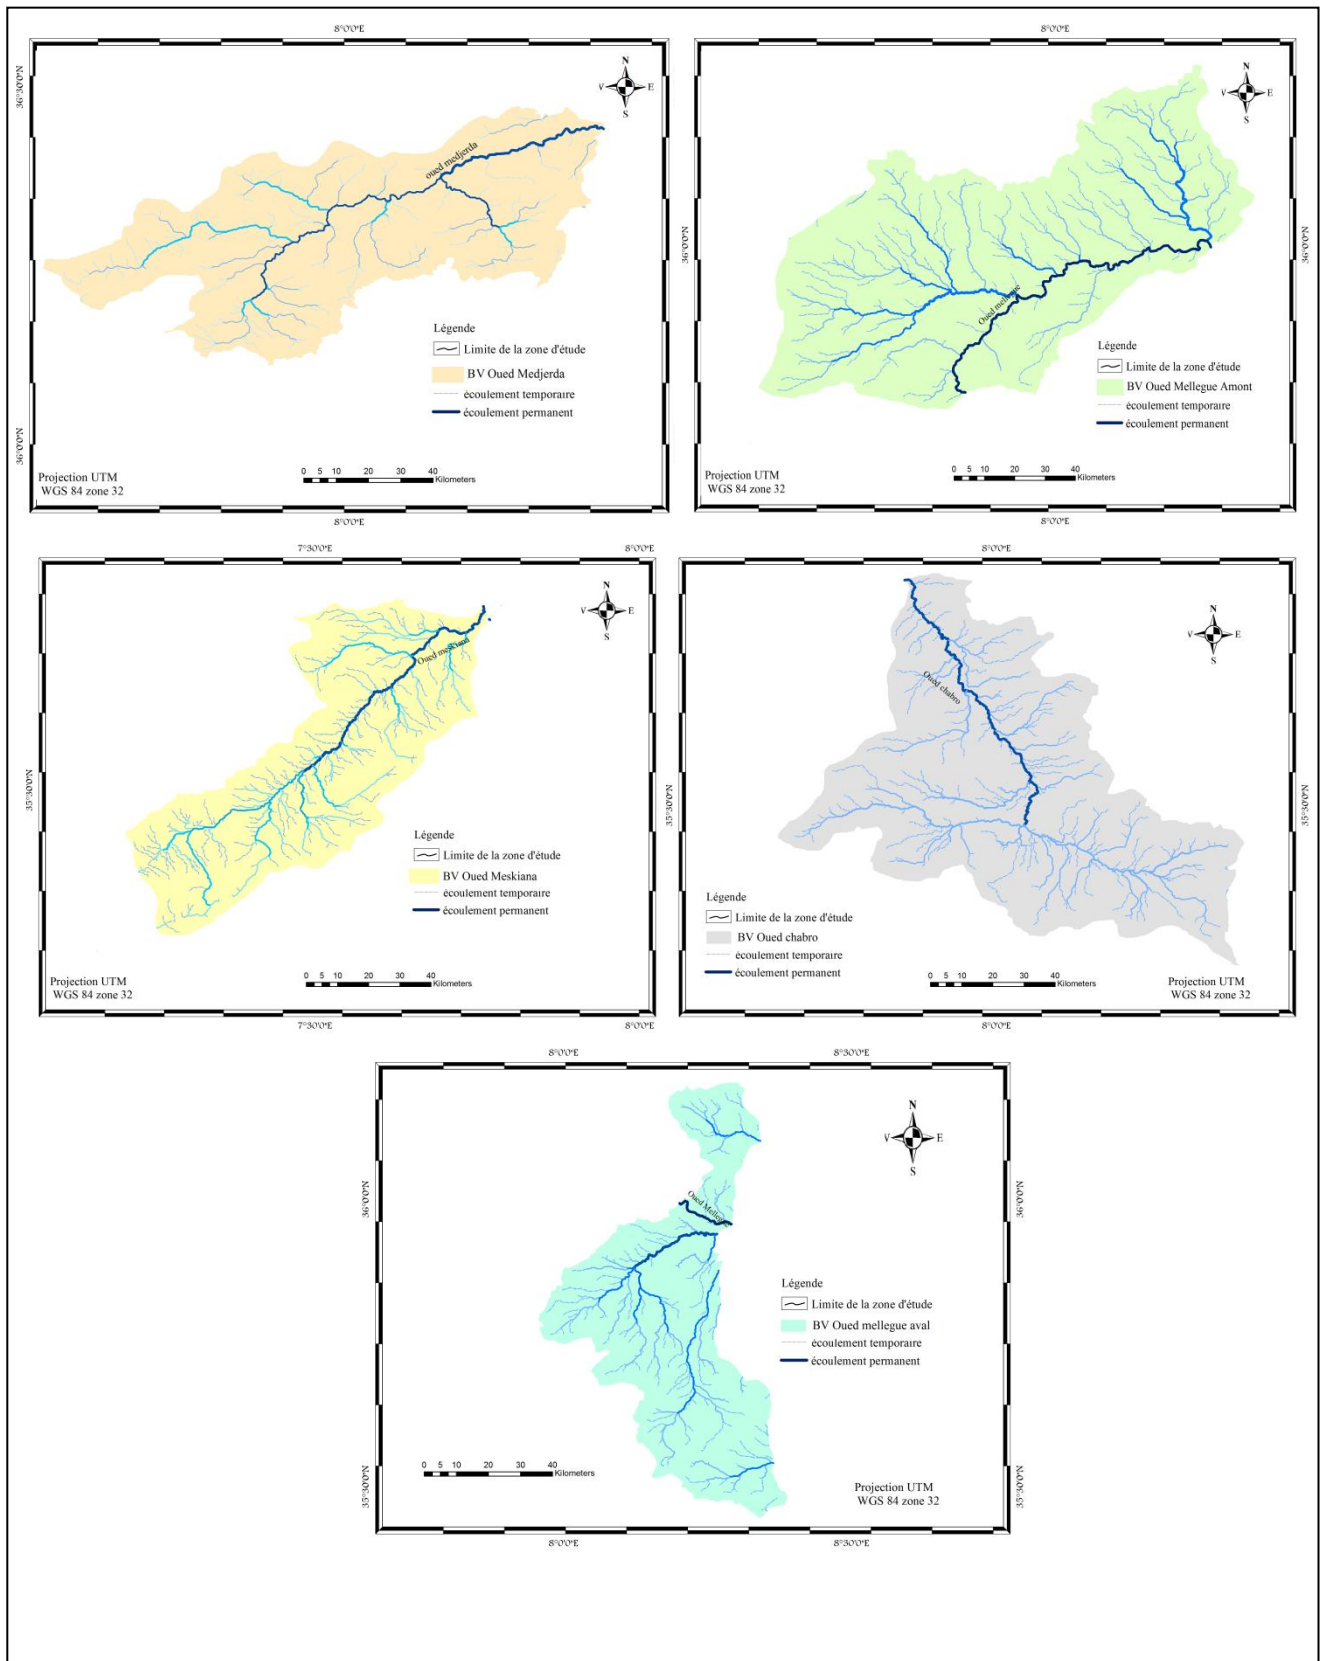 8°0'0"E
36°30'0"N
36°0'0"N
N
V E
S
oued medjerda
Légende
Limite de la zone d'étude
BV Oued Medjerda
écoulement temporaire
écoulement permanent
Projection UTM
WGS 84 zone 32
0 5 10 20 30 40
Kilometers
8°0'0"E
8°0'0"E
36°0'0"N
36°0'0"N
N
V E
S
Oued mellegue
Légende
Limite de la zone d'étude
BV Oued Mellegue Amont
écoulement temporaire
écoulement permanent
Projection UTM
WGS 84 zone 32
0 5 10 20 30 40
Kilometers
8°0'0"E
7°30'0"E 8°0'0"E
35°30'0"N
35°30'0"N
N
V E
S
Oued meskiana
Légende
Limite de la zone d'étude
BV Oued Meskiana
écoulement temporaire
écoulement permanent
Projection UTM
WGS 84 zone 32
0 5 10 20 30 40
Kilometers
7°30'0"E 8°0'0"E
8°0'0"E
35°30'0"N
N
V E
S
Oued chabro
Légende
Limite de la zone d'étude
BV Oued chabro
écoulement temporaire
écoulement permanent
0 5 10 20 30 40
Kilometers
Projection UTM
WGS 84 zone 32
8°0'0"E
8°0'0"E 8°30'0"E
36°0'0"N
36°0'0"N
35°30'0"N
35°30'0"N
N
V E
S
Oued Mellegue
Légende
Limite de la zone d'étude
BV Oued mellegue aval
écoulement temporaire
écoulement permanent
0 5 10 20 30 40
Kilometers
Projection UTM
WGS 84 zone 32
8°0'0"E 8°30'0"E